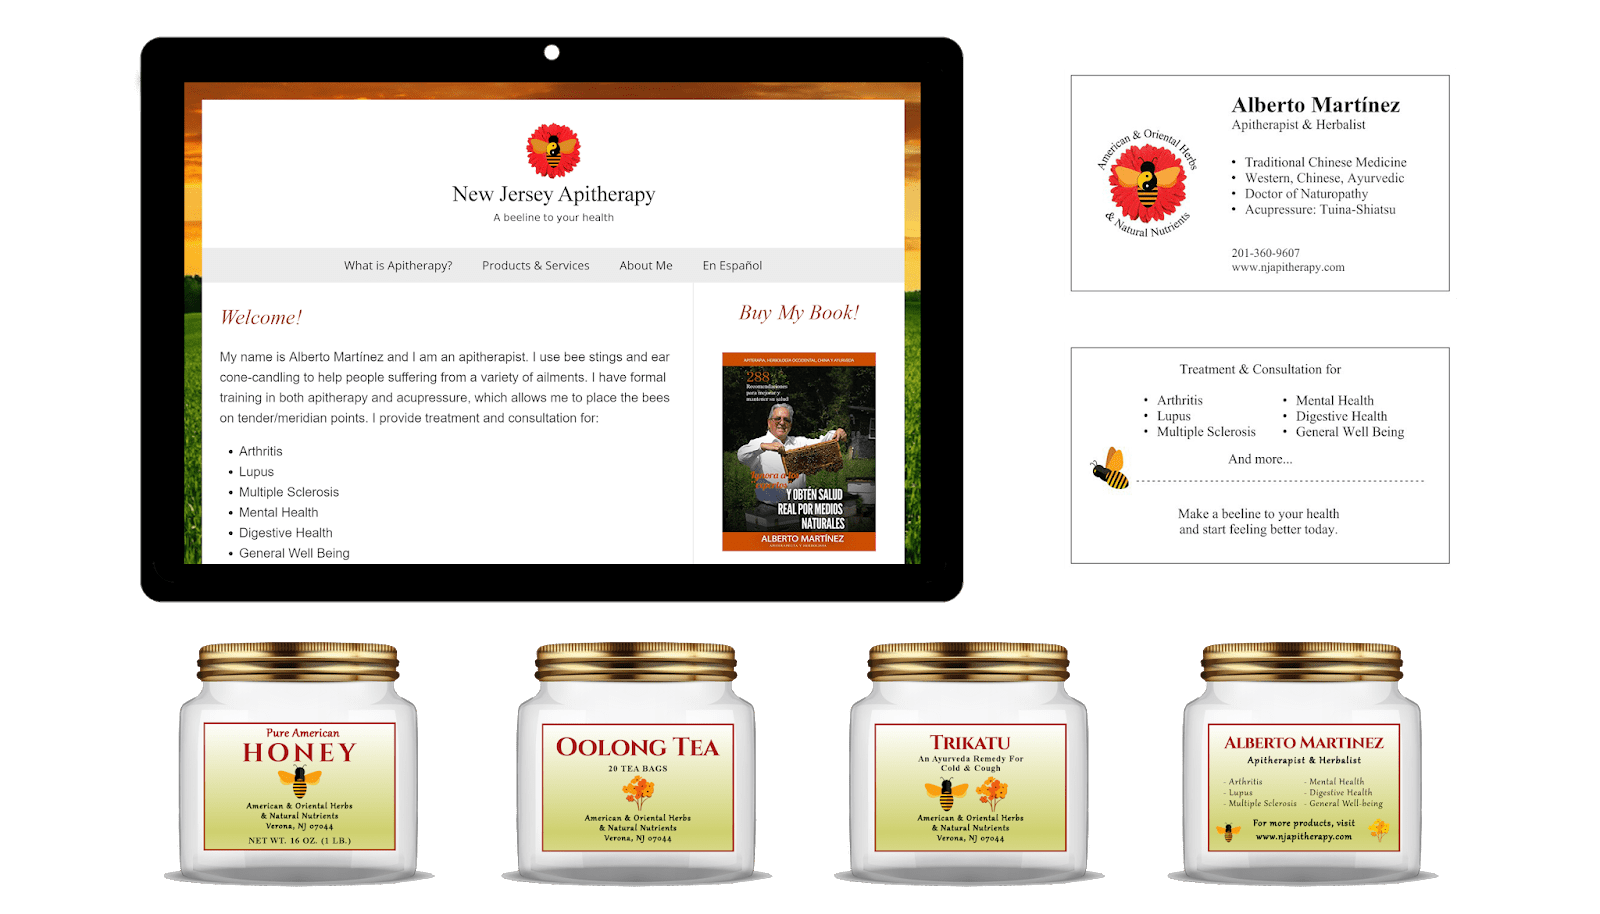 New Jersey Apitherapy
A beeline to your health
What is Apitherapy?
Products & Services
About Me
En Español
Welcome!
My name is Alberto Martínez and I am an apitherapist. I use bee stings and ear
cone-candling to help people suffering from a variety of ailments. I have formal
training in both apitherapy and acupressure, which allows me to place the bees
on tender/meridian points. I provide treatment and consultation for:
• Arthritis
• Lupus
• Multiple Sclerosis
• Mental Health
• Digestive Health
• General Well Being
Buy My Book!
APITERAPIA, HERBOLOGIA OCCIDENTAL, CHINA Y AYURVEDA
288
Recomendaciones
para mejorar y
mantener su salud
Ignora a los
"expertos"
Y OBTÉN SALUD
REAL POR MEDIOS
NATURALES
ALBERTO MARTÍNEZ
American & Oriental Herbs
& Natural Nutrients
Alberto Martínez
Apitherapist & Herbalist
• Traditional Chinese Medicine
• Western, Chinese, Ayurvedic
• Doctor of Naturopathy
• Acupressure: Tuina-Shiatsu
201-360-9607
www.njapitherapy.com
Treatment & Consultation for
• Arthritis
• Lupus
• Multiple Sclerosis
• Mental Health
• Digestive Health
• General Well Being
And more...
Make a beeline to your health
and start feeling better today.
Pure American
HONEY
American & Oriental Herbs
& Natural Nutrients
Verona, NJ 07044
NET WT. 16 OZ. (1 LB.)
OOLONG TEA
20 TEA BAGS
American & Oriental Herbs
& Natural Nutrients
Verona, NJ 07044
TRIKATU
An Ayurveda Remedy For
Cold & Cough
American & Oriental Herbs
& Natural Nutrients
Verona, NJ 07044
ALBERTO MARTINEZ
Apitherapist & Herbalist
- Arthritis
- Lupus
- Multiple Sclerosis
- Mental Health
- Digestive Health
- General Well-being
For more products, visit
www.njapitherapy.com